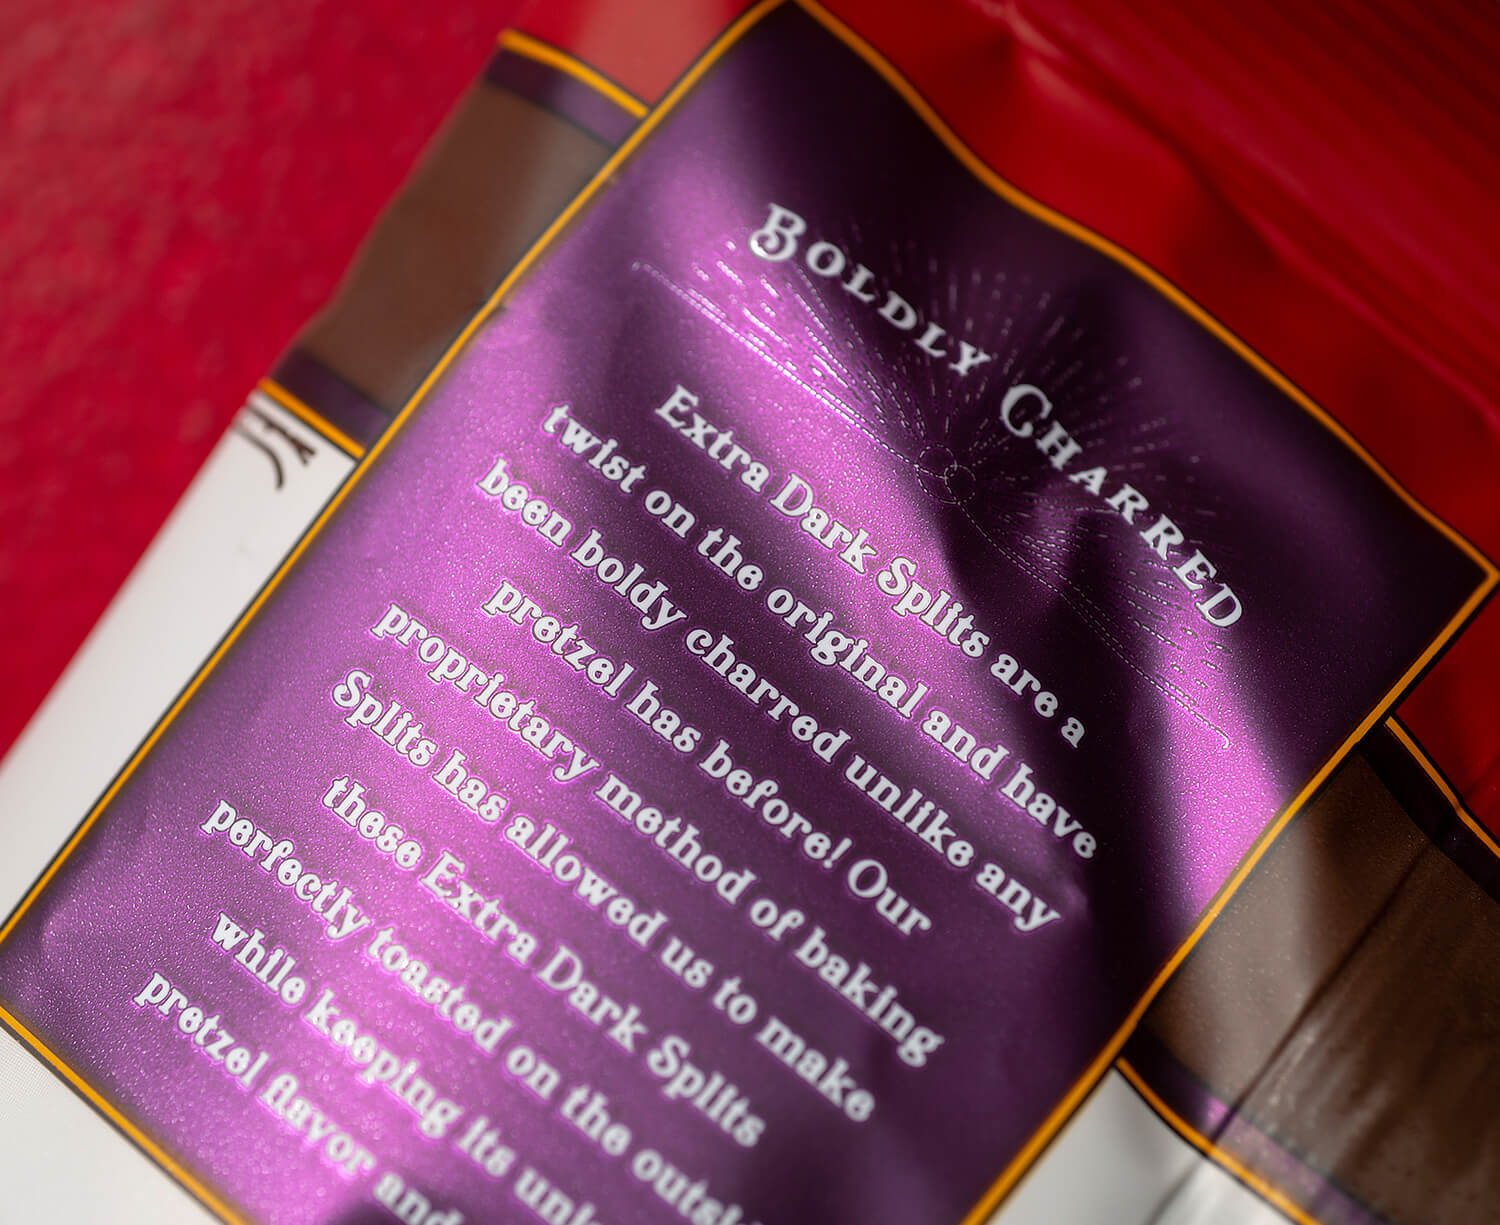 Boldly Charred
Extra Dark Splits are a
twist on the original and have
been boldy charred unlike any
pretzel has before! Our
proprietary method of baking
Splits has allowed us to make
these Extra Dark Splits
perfectly toasted on the
while keeping its
pretzel flavor and